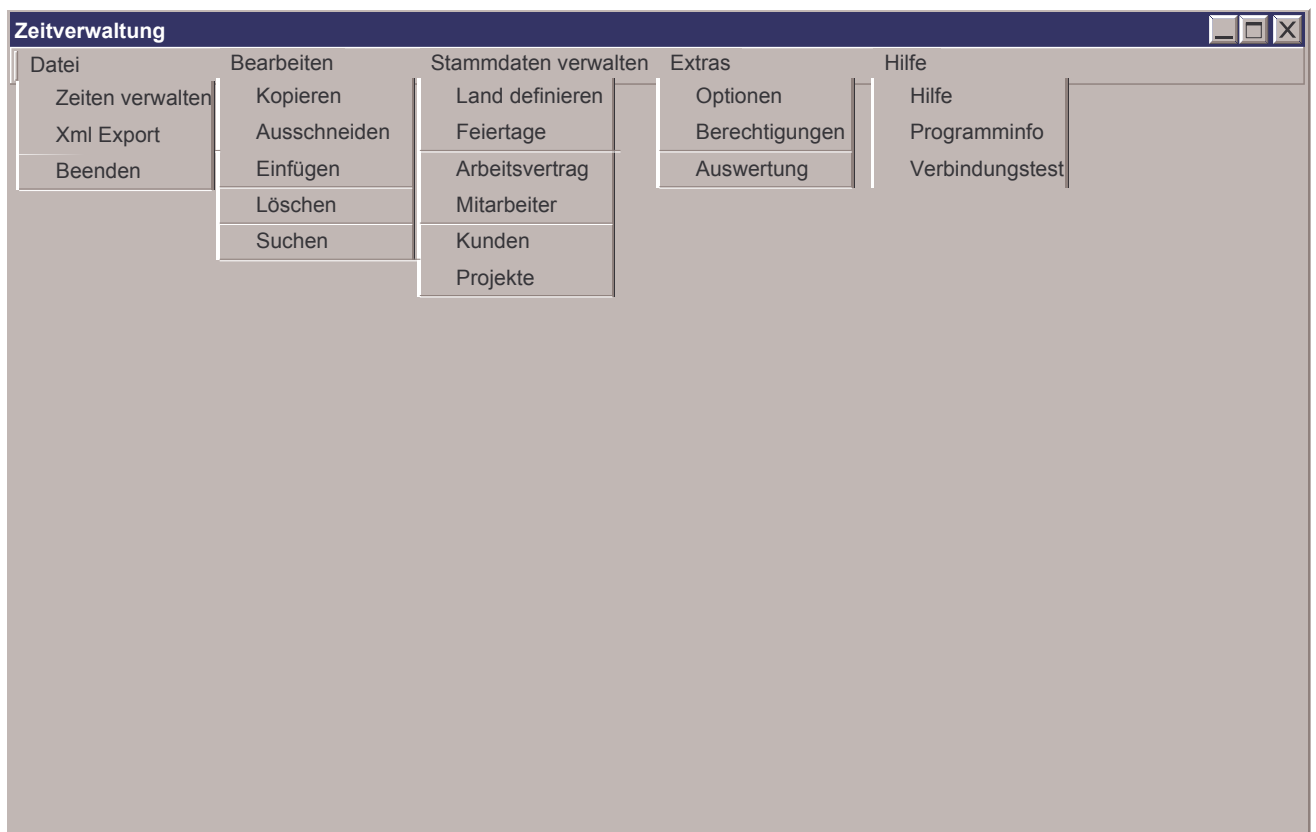 Zeitverwaltung
Datei
Zeiten verwalten
Xml Export
Beenden
Bearbeiten
Kopieren
Ausschneiden
Einfügen
Löschen
Suchen
Stammdaten verwalten
Land definieren
Feiertage
Arbeitsvertrag
Mitarbeiter
Kunden
Projekte
Extras
Optionen
Berechtigungen
Auswertung
Hilfe
Hilfe
Programminfo
Verbindungstest